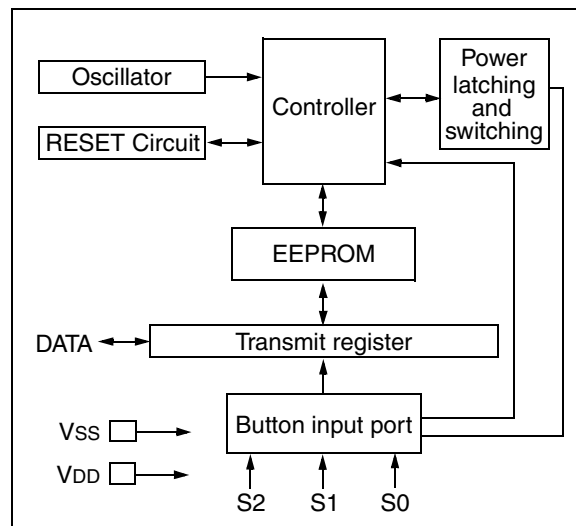 Oscillator
RESET Circuit
Controller
Power
latching
and
switching
EEPROM
DATA
Transmit register
Button input port
VSS
VDD
S2 S1 S0